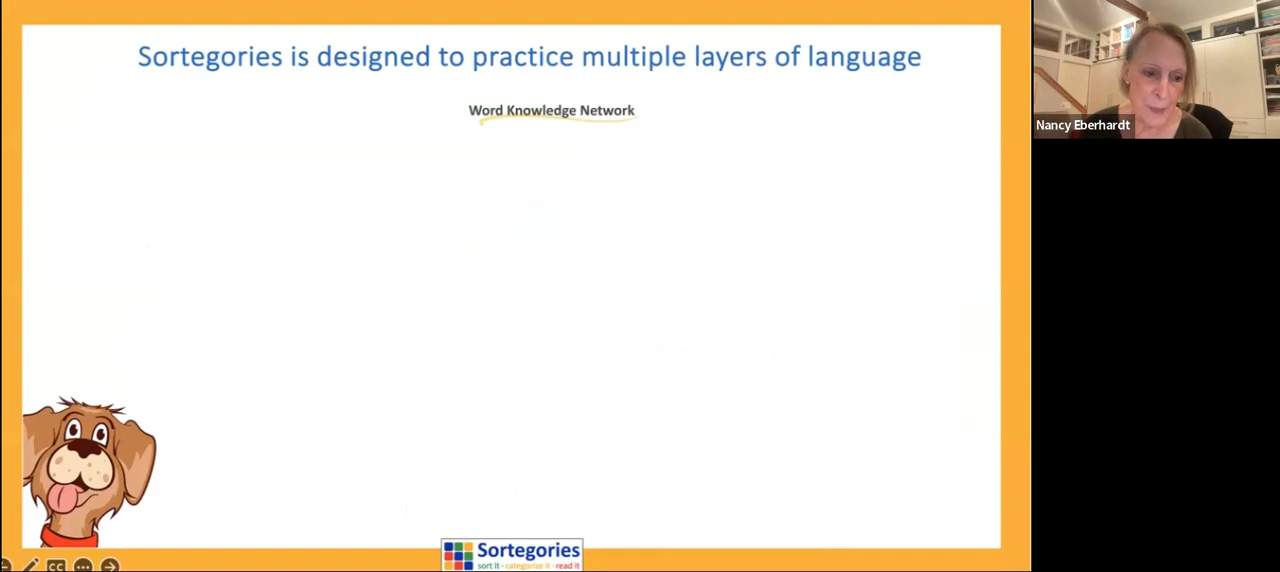 Sortegories is designed to practice multiple layers of language
Word Knowledge Network
Nancy Eberhardt
CC
Sortegories
sort it · categorize it · read it